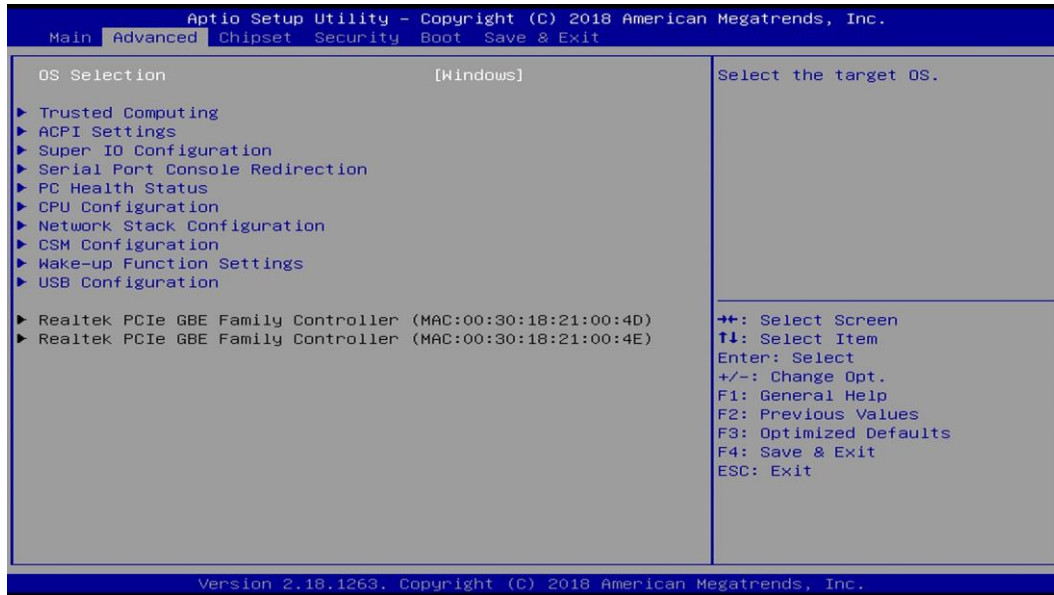 Aptio Setup Utility – Copyright (C) 2018 American Megatrends, Inc.
Main Advanced Chipset Security Boot Save & Exit
OS Selection [Windows]
► Trusted Computing
► ACPI Settings
► Super IO Configuration
► Serial Port Console Redirection
► PC Health Status
► CPU Configuration
► Network Stack Configuration
► CSM Configuration
► Wake-up Function Settings
► USB Configuration
► Realtek PCIe GBE Family Controller (MAC:00:30:18:21:00:4D)
► Realtek PCIe GBE Family Controller (MAC:00:30:18:21:00:4E)
Select the target OS.
→←: Select Screen
↑↓: Select Item
Enter: Select
+/-: Change Opt.
F1: General Help
F2: Previous Values
F3: Optimized Defaults
F4: Save & Exit
ESC: Exit
Version 2.18.1263. Copyright (C) 2018 American Megatrends, Inc.